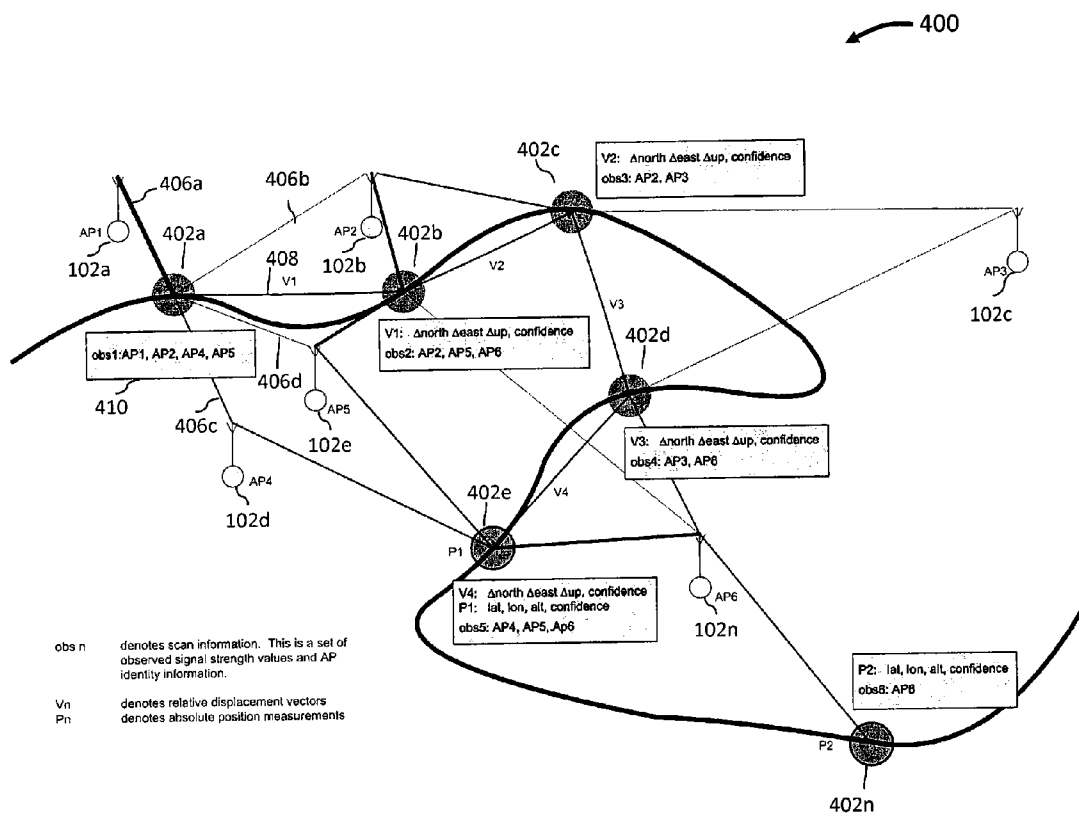 400
402c
V2: Δnorth Δeast Δup, confidence
obs3: AP2, AP3
406a
406b
AP1
102a
402a
AP2
102b
402b
408
V1
V2
AP3
102c
V3
V1: Δnorth Δeast Δup, confidence
obs2: AP2, AP5, AP6
402d
obs1:AP1, AP2, AP4, AP5
406d
410
406c
AP5
102e
V3: Δnorth Δeast Δup, confidence
obs4: AP3, AP6
AP4
102d
402e
V4
P1
V4: Δnorth Δeast Δup, confidence
P1: lat, lon, alt, confidence
obs5: AP4, AP5, Ap6
AP6
102n
obs n denotes scan information. This is a set of
observed signal strength values and AP
identity information.
Vn denotes relative displacement vectors
Pn denotes absolute position measurements
P2: lat, lon, alt, confidence
obs6: AP6
P2
402n